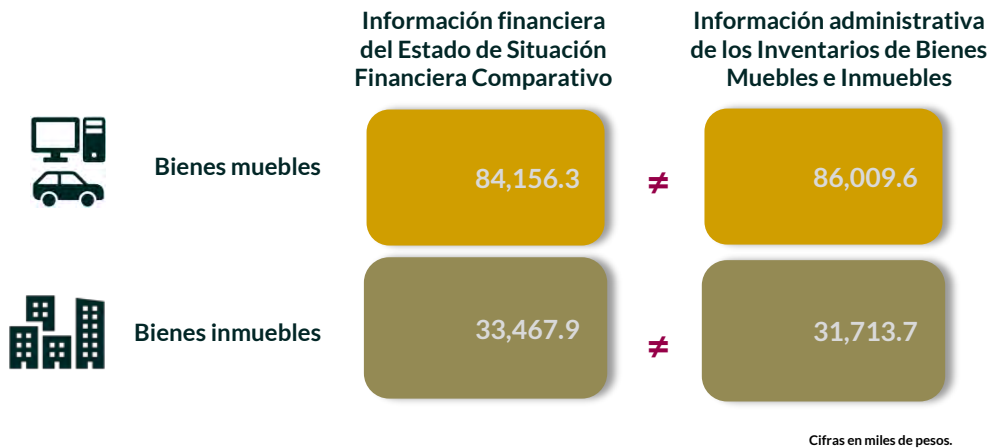 Información financiera
del Estado de Situación
Financiera Comparativo
Información administrativa
de los Inventarios de Bienes
Muebles e Inmuebles
Bienes muebles
84,156.3
≠
86,009.6
Bienes inmuebles
33,467.9
≠
31,713.7
Cifras en miles de pesos.